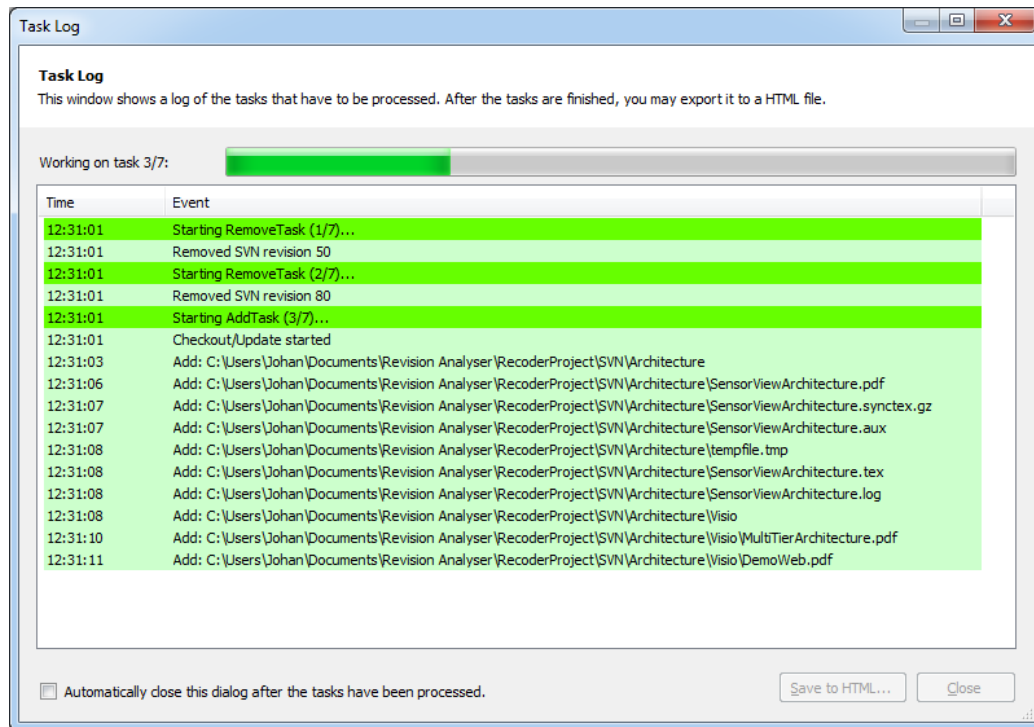 Task Log
Task Log
This window shows a log of the tasks that have to be processed. After the tasks are finished, you may export it to a HTML file.
Working on task 3/7:
Time Event
12:31:01 Starting RemoveTask (1/7)...
12:31:01 Removed SVN revision 50
12:31:01 Starting RemoveTask (2/7)...
12:31:01 Removed SVN revision 80
12:31:01 Starting AddTask (3/7)...
12:31:01 Checkout/Update started
12:31:03 Add: C:\Users\Johan\Documents\Revision Analyser\RecoderProject\SVN\Architecture
12:31:06 Add: C:\Users\Johan\Documents\Revision Analyser\RecoderProject\SVN\Architecture\SensorViewArchitecture.pdf
12:31:07 Add: C:\Users\Johan\Documents\Revision Analyser\RecoderProject\SVN\Architecture\SensorViewArchitecture.synctex.gz
12:31:07 Add: C:\Users\Johan\Documents\Revision Analyser\RecoderProject\SVN\Architecture\SensorViewArchitecture.aux
12:31:08 Add: C:\Users\Johan\Documents\Revision Analyser\RecoderProject\SVN\Architecture\tempfile.tmp
12:31:08 Add: C:\Users\Johan\Documents\Revision Analyser\RecoderProject\SVN\Architecture\SensorViewArchitecture.tex
12:31:08 Add: C:\Users\Johan\Documents\Revision Analyser\RecoderProject\SVN\Architecture\SensorViewArchitecture.log
12:31:08 Add: C:\Users\Johan\Documents\Revision Analyser\RecoderProject\SVN\Architecture\Visio
12:31:10 Add: C:\Users\Johan\Documents\Revision Analyser\RecoderProject\SVN\Architecture\Visio\MultiTierArchitecture.pdf
12:31:11 Add: C:\Users\Johan\Documents\Revision Analyser\RecoderProject\SVN\Architecture\Visio\DemoWeb.pdf
Automatically close this dialog after the tasks have been processed. Save to HTML... Close